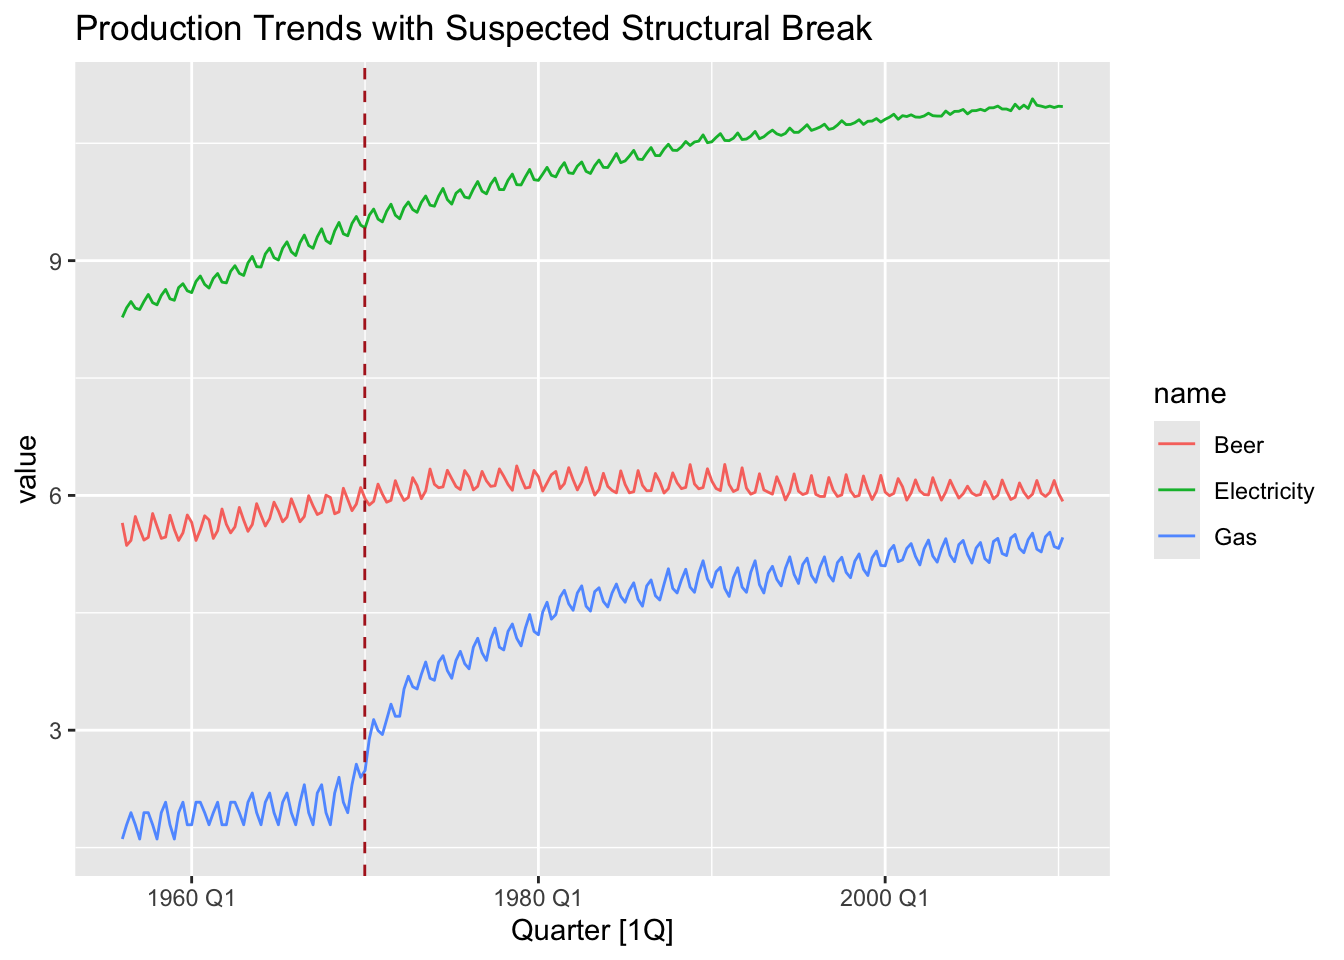 Production Trends with Suspected Structural Break
value
9
6
3
1960 Q1
1980 Q1
2000 Q1
Quarter [1Q]
name
Beer
Electricity
Gas